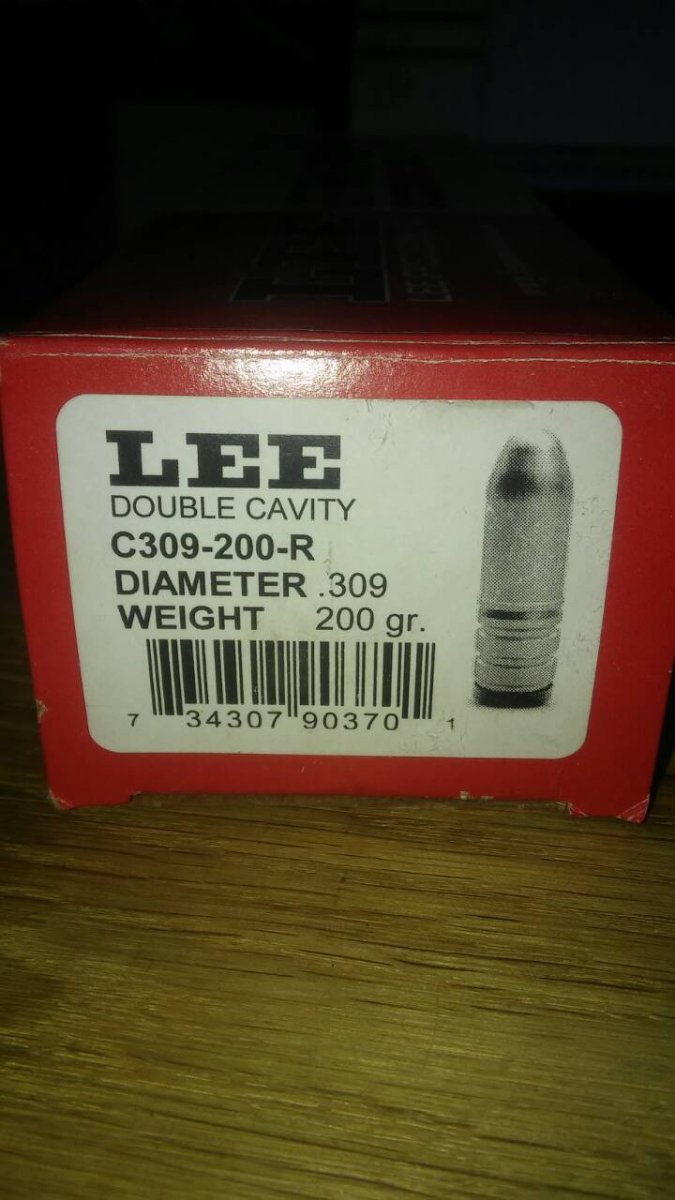 LEE
DOUBLE CAVITY
C309-200-R
DIAMETER .309
WEIGHT 200 gr.
7 34307 90370 1